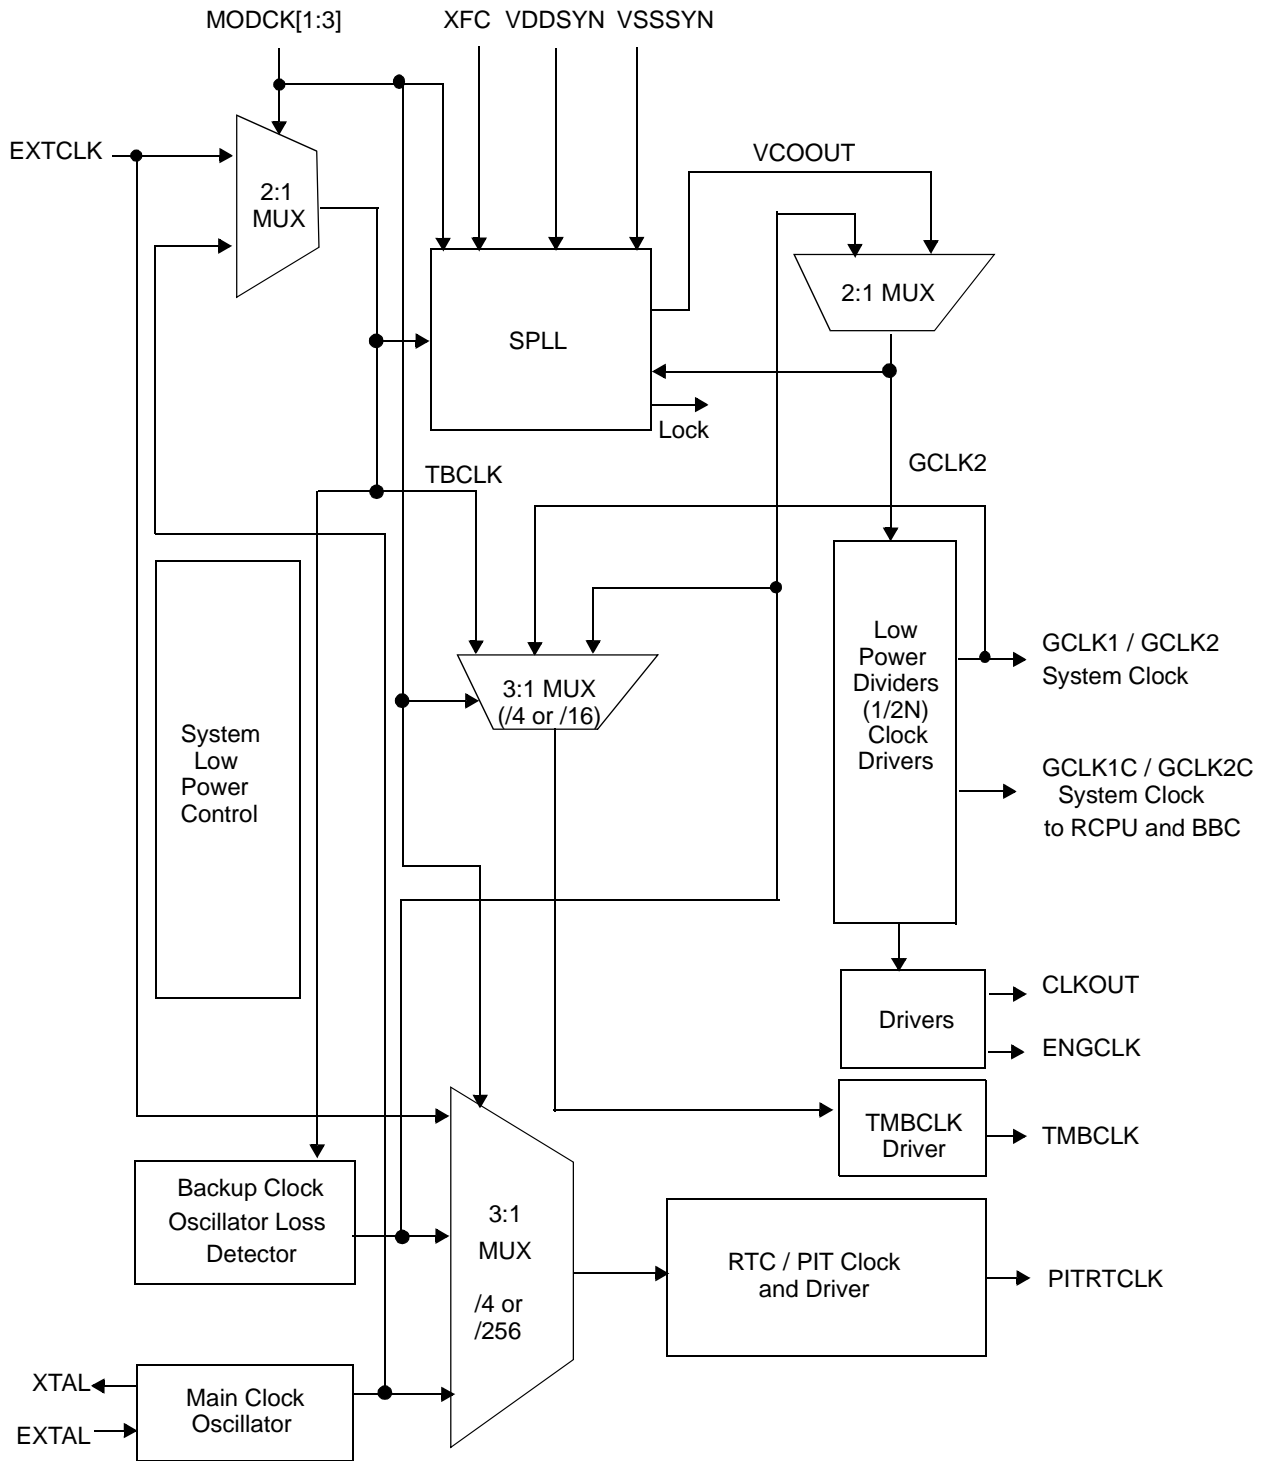 MODCK[1:3]
XFC
VDDSYN
VSSSYN
EXTCLK
2:1
MUX
VCOOUT
2:1 MUX
SPLL
Lock
GCLK2
TBCLK
3:1 MUX
(/4 or /16)
Low
Power
Dividers
(1/2N)
Clock
Drivers
GCLK1 / GCLK2
System Clock
GCLK1C / GCLK2C
System Clock
to RCPU and BBC
System
Low
Power
Control
Drivers
CLKOUT
ENGCLK
TMBCLK
Driver
TMBCLK
Backup Clock
Oscillator Loss
Detector
3:1
MUX
/4 or
/256
RTC / PIT Clock
and Driver
PITRTCLK
XTAL
EXTAL
Main Clock
Oscillator